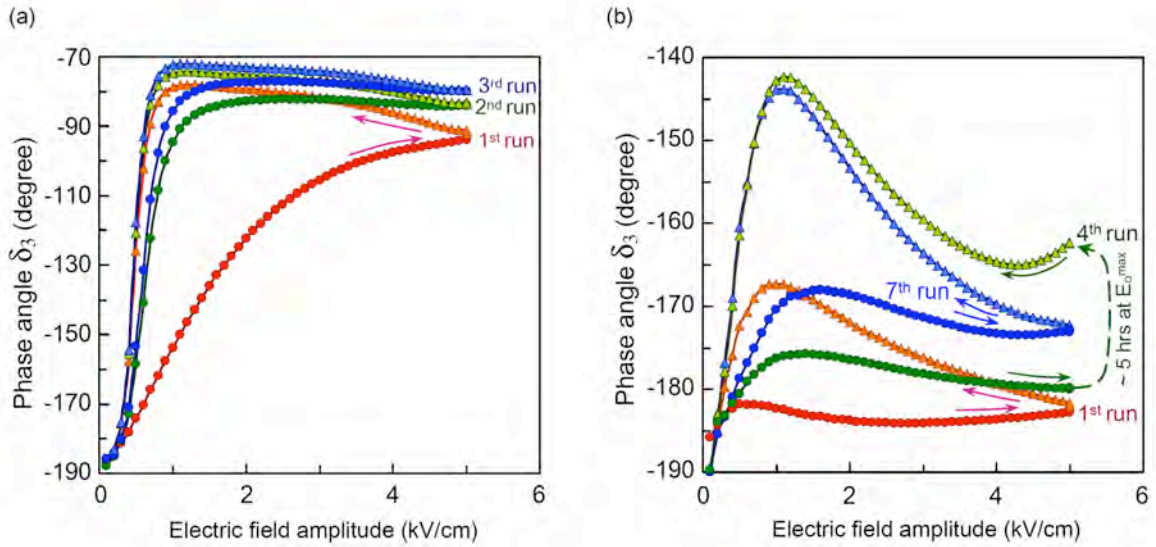 (a)
-70
-90
-110
-130
-150
-170
-190
0
2
4
6
Phase angle δ₃ (degree)
Electric field amplitude (kV/cm)
3rd run
2nd run
1st run
(b)
-140
-150
-160
-170
-180
-190
0
2
4
6
Phase angle δ₃ (degree)
Electric field amplitude (kV/cm)
4th run
7th run
1st run
~ 5 hrs at Eₒmax